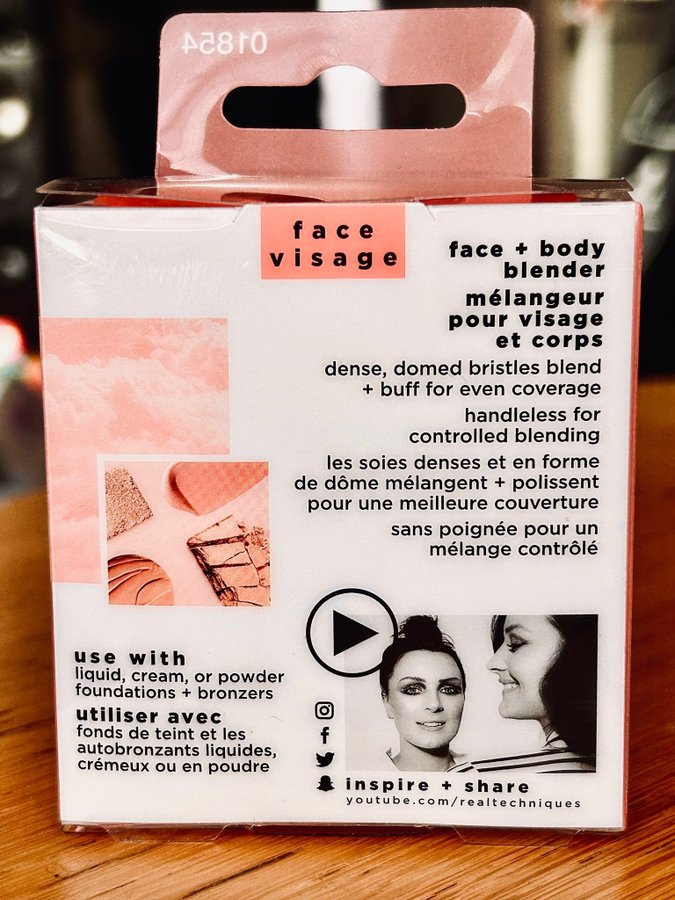 01854
face
visage
face + body
blender
mélangeur
pour visage
et corps
dense, domed bristles blend
+ buff for even coverage
handleless for
controlled blending
les soies denses et en forme
de dôme mélangent + polissent
pour une meilleure couverture
sans poignée pour un
mélange contrôlé
use with
liquid, cream, or powder
foundations + bronzers
utiliser avec
fonds de teint et les
autobronzants liquides,
crémeux ou en poudre
inspire + share
youtube.com/realtechniques